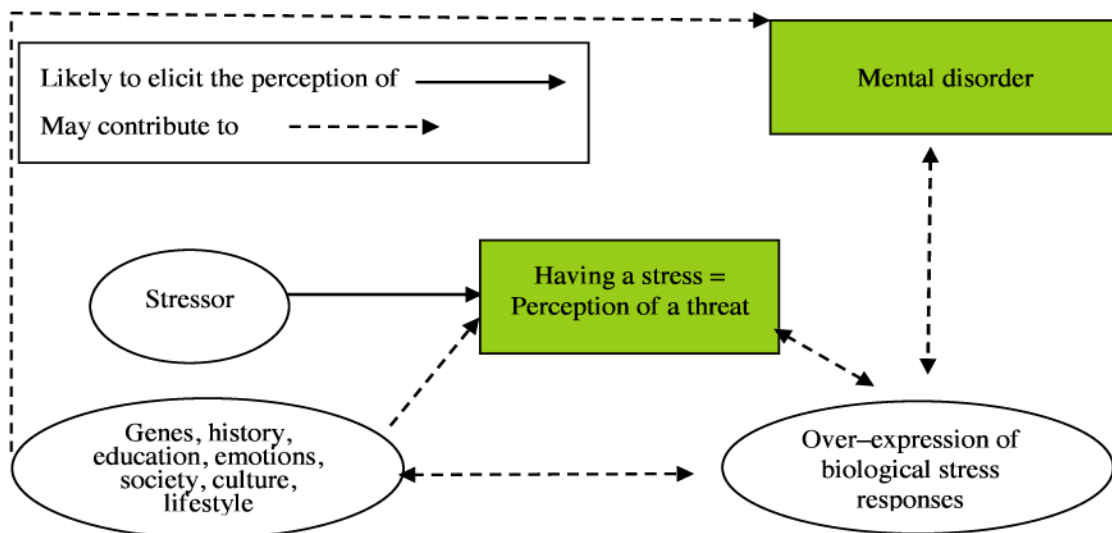 Likely to elicit the perception of
May contribute to
Mental disorder
Having a stress =
Perception of a threat
Stressor
Genes, history,
education, emotions,
society, culture,
lifestyle
Over–expression of
biological stress
responses